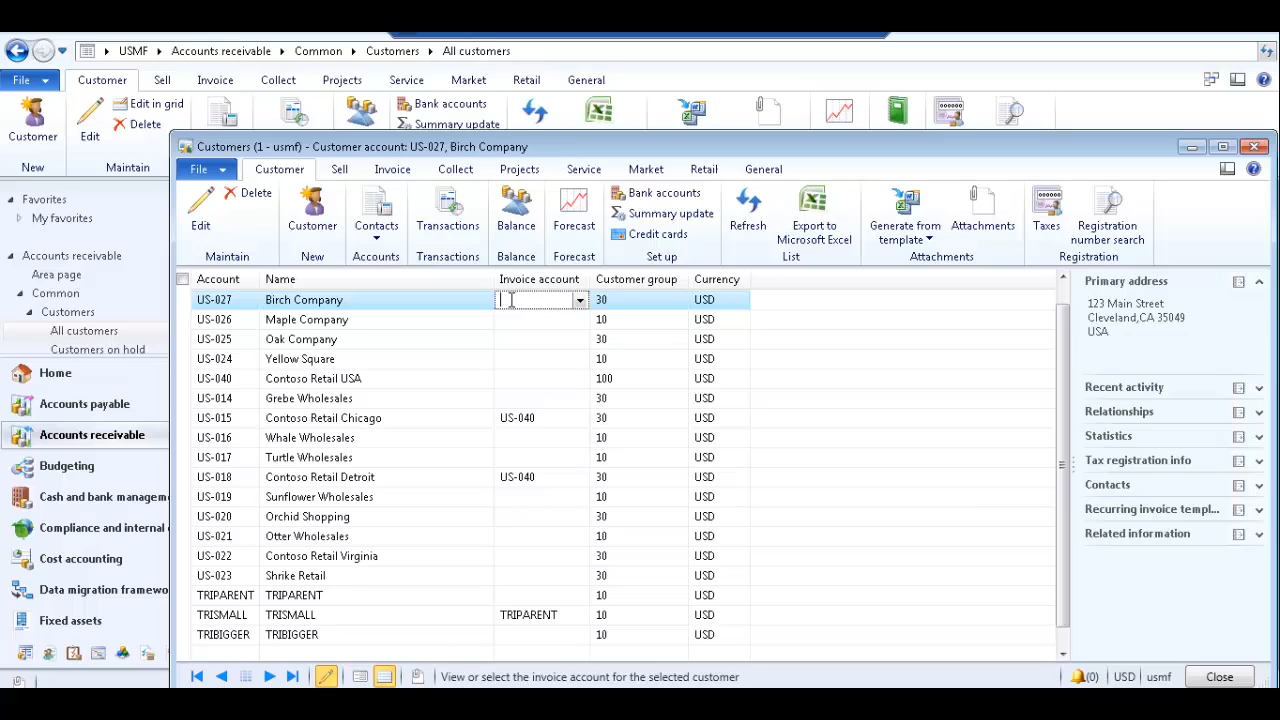 USMF Accounts receivable Common Customers All customers
File Customer Sell Invoice Collect Projects Service Market Retail General
Customer
New
Edit
Edit in grid
Delete
Maintain
Bank accounts
Summary update
Favorites
My favorites
Accounts receivable
Area page
Common
Customers
All customers
Customers on hold
Home
Accounts payable
Accounts receivable
Budgeting
Cash and bank managem
Compliance and internal
Cost accounting
Data migration framewo
Fixed assets
Customers (1 - usmf) - Customer account: US-027, Birch Company
File Customer Sell Invoice Collect Projects Service Market Retail General
Edit
Delete
Maintain
Customer
New
Contacts
Accounts
Transactions
Transactions
Balance
Balance
Forecast
Forecast
Bank accounts
Summary update
Credit cards
Set up
Refresh
Export to
Microsoft Excel
List
Generate from
template
Attachments
Attachments
Taxes
Registration
number search
Registration
Account Name Invoice account Customer group Currency
US-027 Birch Company 30 USD
US-026 Maple Company 10 USD
US-025 Oak Company 30 USD
US-024 Yellow Square 10 USD
US-040 Contoso Retail USA 100 USD
US-014 Grebe Wholesales 30 USD
US-015 Contoso Retail Chicago US-040 30 USD
US-016 Whale Wholesales 10 USD
US-017 Turtle Wholesales 10 USD
US-018 Contoso Retail Detroit US-040 30 USD
US-019 Sunflower Wholesales 10 USD
US-020 Orchid Shopping 30 USD
US-021 Otter Wholesales 10 USD
US-022 Contoso Retail Virginia 30 USD
US-023 Shrike Retail 30 USD
TRIPARENT TRIPARENT 10 USD
TRISMALL TRISMALL TRIPARENT 10 USD
TRIBIGGER TRIBIGGER 10 USD
Primary address
123 Main Street
Cleveland,CA 35049
USA
Recent activity
Relationships
Statistics
Tax registration info
Contacts
Recurring invoice templ...
Related information
View or select the invoice account for the selected customer
(0) USD usmf Close